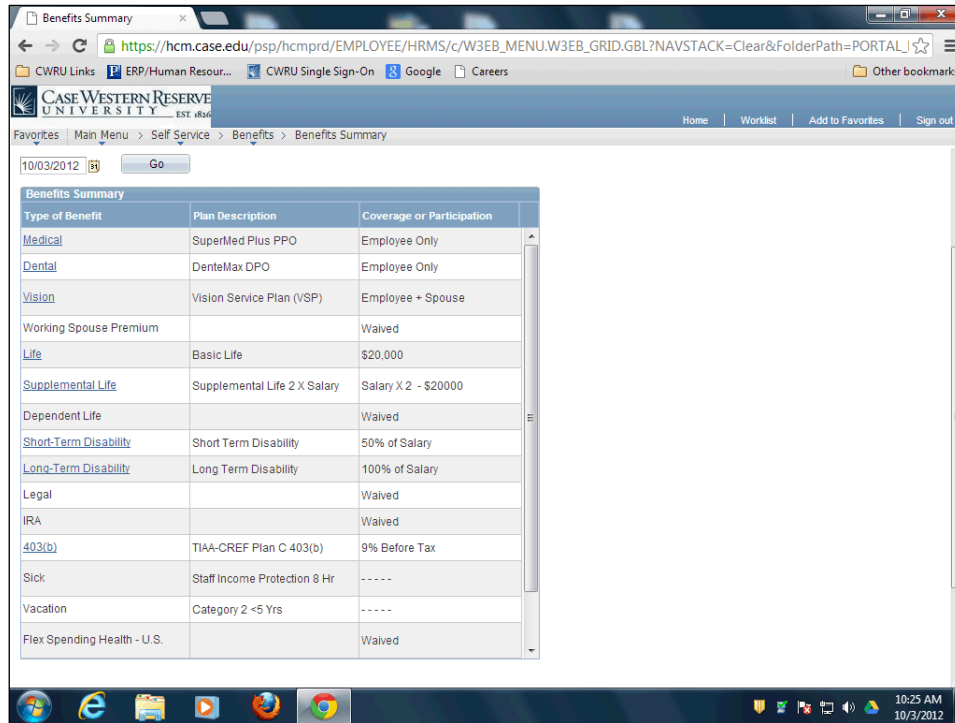 Benefits Summary
https://hcm.case.edu/psp/hcmprd/EMPLOYEE/HRMS/c/W3EB_MENU.W3EB_GRID.GBL?NAVSTACK=Clear&FolderPath=PORTAL_
CWRU Links ERP/Human Resour... CWRU Single Sign-On Google Careers Other bookmark
CASE WESTERN RESERVE
UNIVERSITY EST. 1826
Home | Worklist | Add to Favorites | Sign out
Favorites Main Menu > Self Service > Benefits > Benefits Summary
10/03/2012 31 Go
Benefits Summary
Type of Benefit Plan Description Coverage or Participation
Medical SuperMed Plus PPO Employee Only
Dental DenteMax DPO Employee Only
Vision Vision Service Plan (VSP) Employee + Spouse
Working Spouse Premium Waived
Life Basic Life $20,000
Supplemental Life Supplemental Life 2 X Salary Salary X 2 - $20000
Dependent Life Waived
Short-Term Disability Short Term Disability 50% of Salary
Long-Term Disability Long Term Disability 100% of Salary
Legal Waived
IRA Waived
403(b) TIAA-CREF Plan C 403(b) 9% Before Tax
Sick Staff Income Protection 8 Hr - - - - -
Vacation Category 2 <5 Yrs - - - - -
Flex Spending Health - U.S. Waived
10:25 AM
10/3/2012